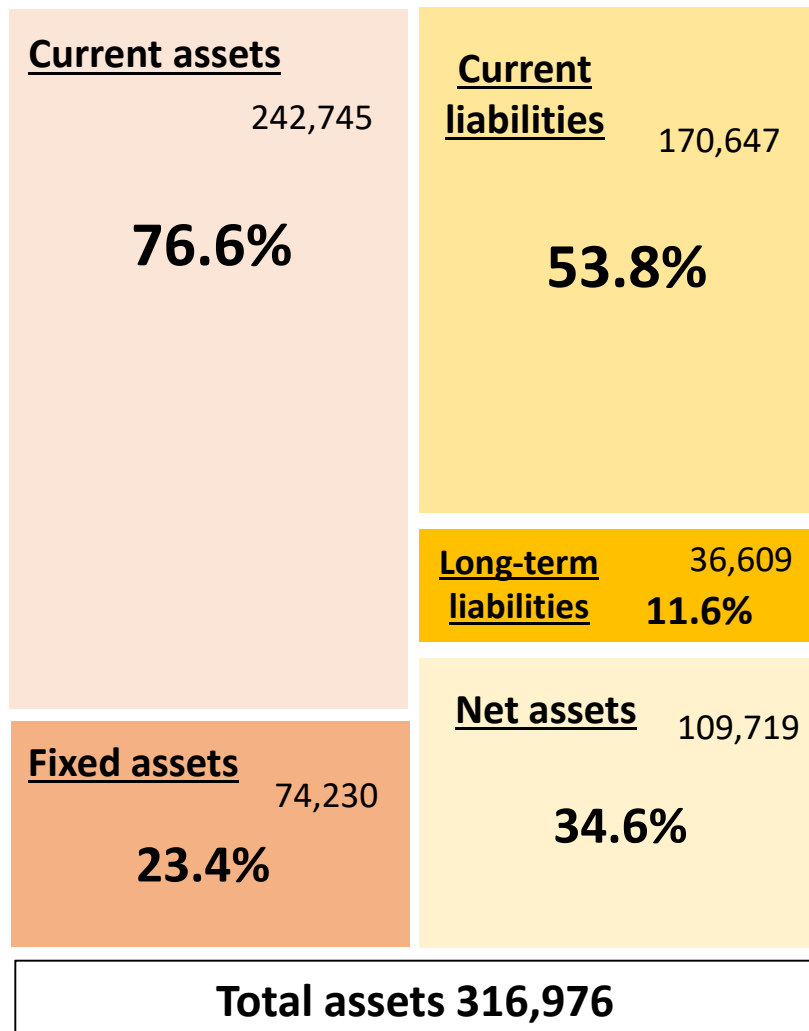 Current assets
242,745
76.6%
Fixed assets
74,230
23.4%
Current
liabilities
170,647
53.8%
Long-term
liabilities
36,609
11.6%
Net assets
109,719
34.6%
Total assets 316,976